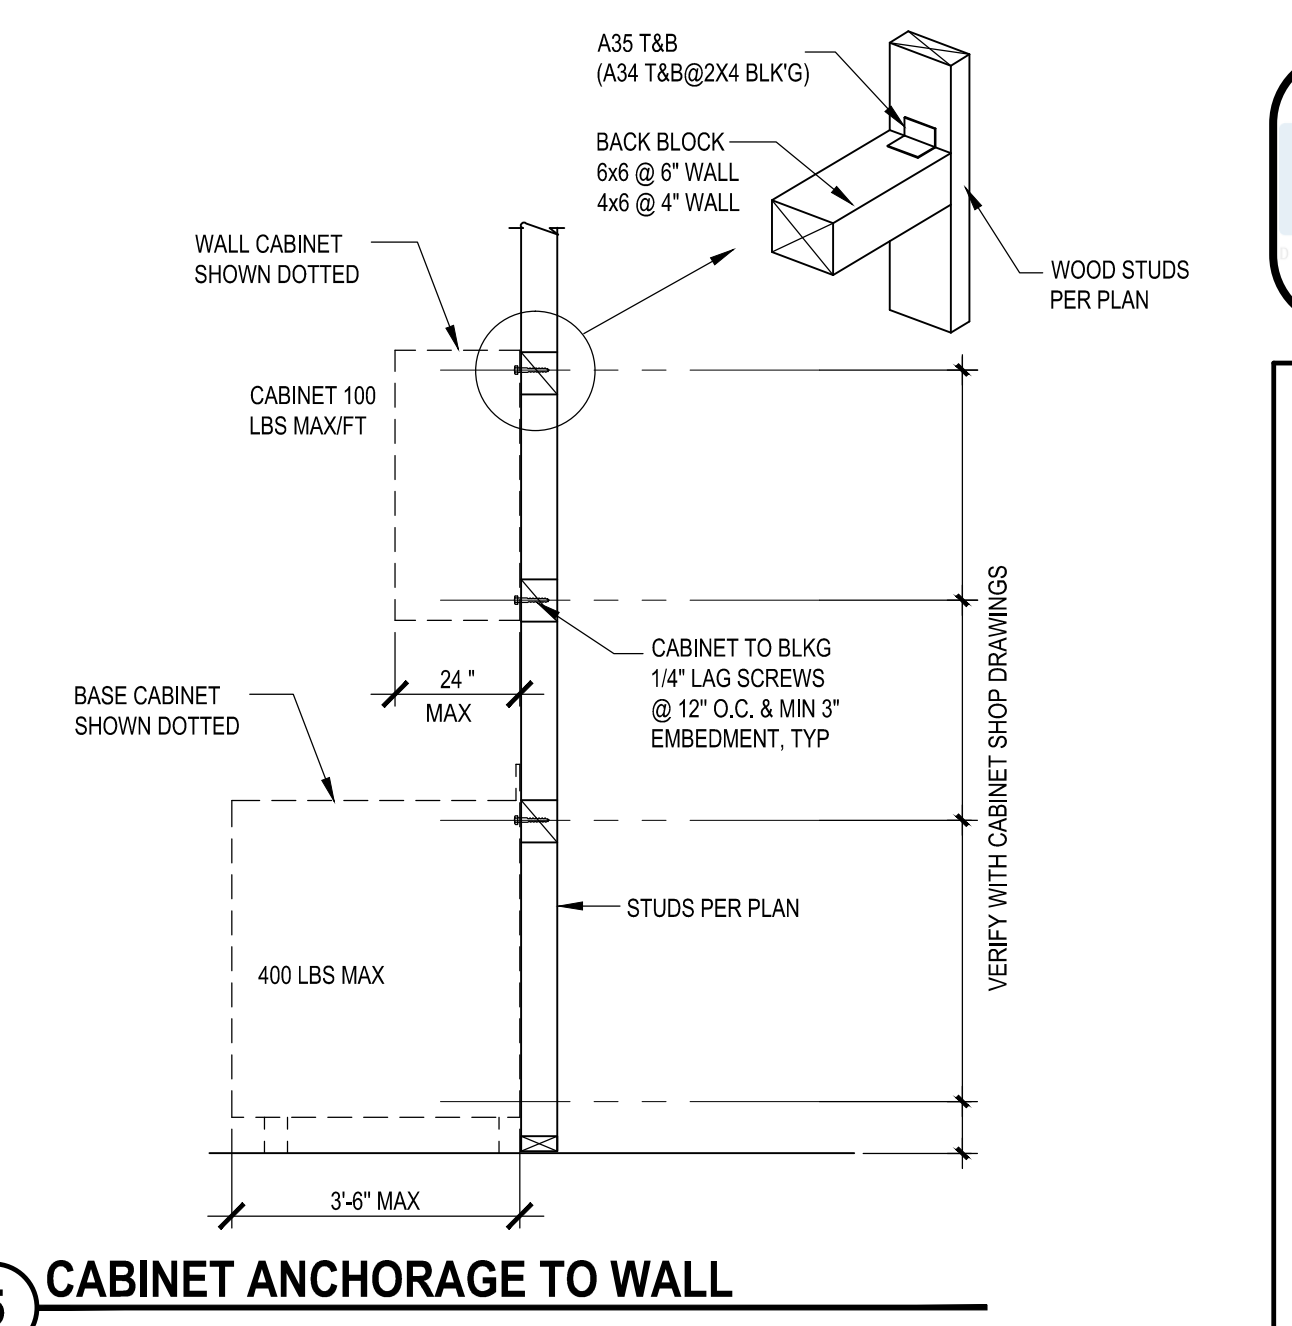 A35 T&B
(A34 T&B@2X4 BLK'G)
BACK BLOCK
6x6 @ 6" WALL
4x6 @ 4" WALL
WALL CABINET
SHOWN DOTTED
WOOD STUDS
PER PLAN
CABINET 100
LBS MAX/FT
CABINET TO BLKG
1/4" LAG SCREWS
@ 12" O.C. & MIN 3"
EMBEDMENT, TYP
24 "
MAX
BASE CABINET
SHOWN DOTTED
VERIFY WITH CABINET SHOP DRAWINGS
STUDS PER PLAN
400 LBS MAX
3'-6" MAX
CABINET ANCHORAGE TO WALL